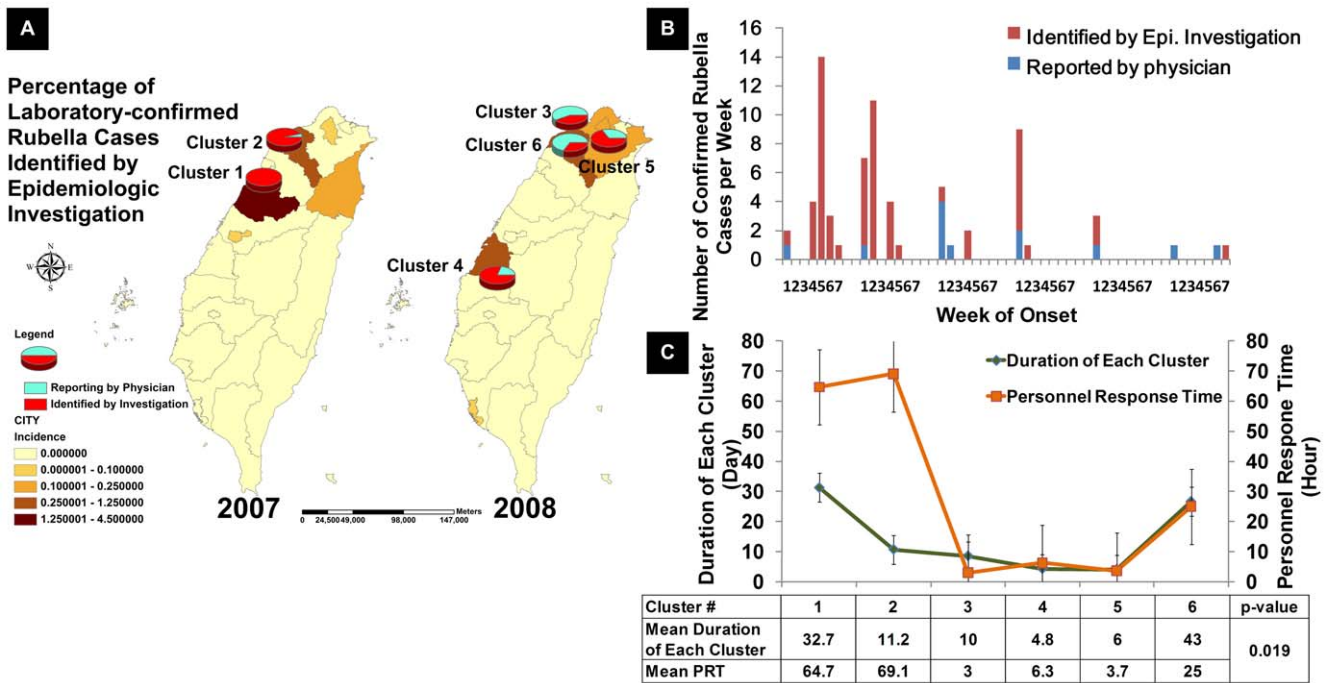 A
Percentage of
Laboratory-confirmed
Rubella Cases
Identified by
Epidemiologic
Investigation
Cluster 2
Cluster 1
Cluster 3
Cluster 6
Cluster 5
Cluster 4
N
W E
S
Legend
Reporting by Physician
Identified by Investigation
CITY
Incidence
0.000000
0.000001 - 0.100000
0.100001 - 0.250000
0.250001 - 1.250000
1.250001 - 4.500000
2007
2008
Meters
0 24,500 49,000 98,000 147,000
B
Number of Confirmed Rubella
Cases per Week
16
14
12
10
8
6
4
2
0
Identified by Epi. Investigation
Reported by physician
1234567 1234567 1234567 1234567 1234567 1234567
Week of Onset
C
Duration of Each Cluster
(Day)
80
70
60
50
40
30
20
10
0
Duration of Each Cluster
Personnel Response Time
80
70
60
50
40
30
20
10
0
Personnel Respone Time
(Hour)
Cluster # 1 2 3 4 5 6 p-value
Mean Duration
of Each Cluster 32.7 11.2 10 4.8 6 43 0.019
Mean PRT 64.7 69.1 3 6.3 3.7 25